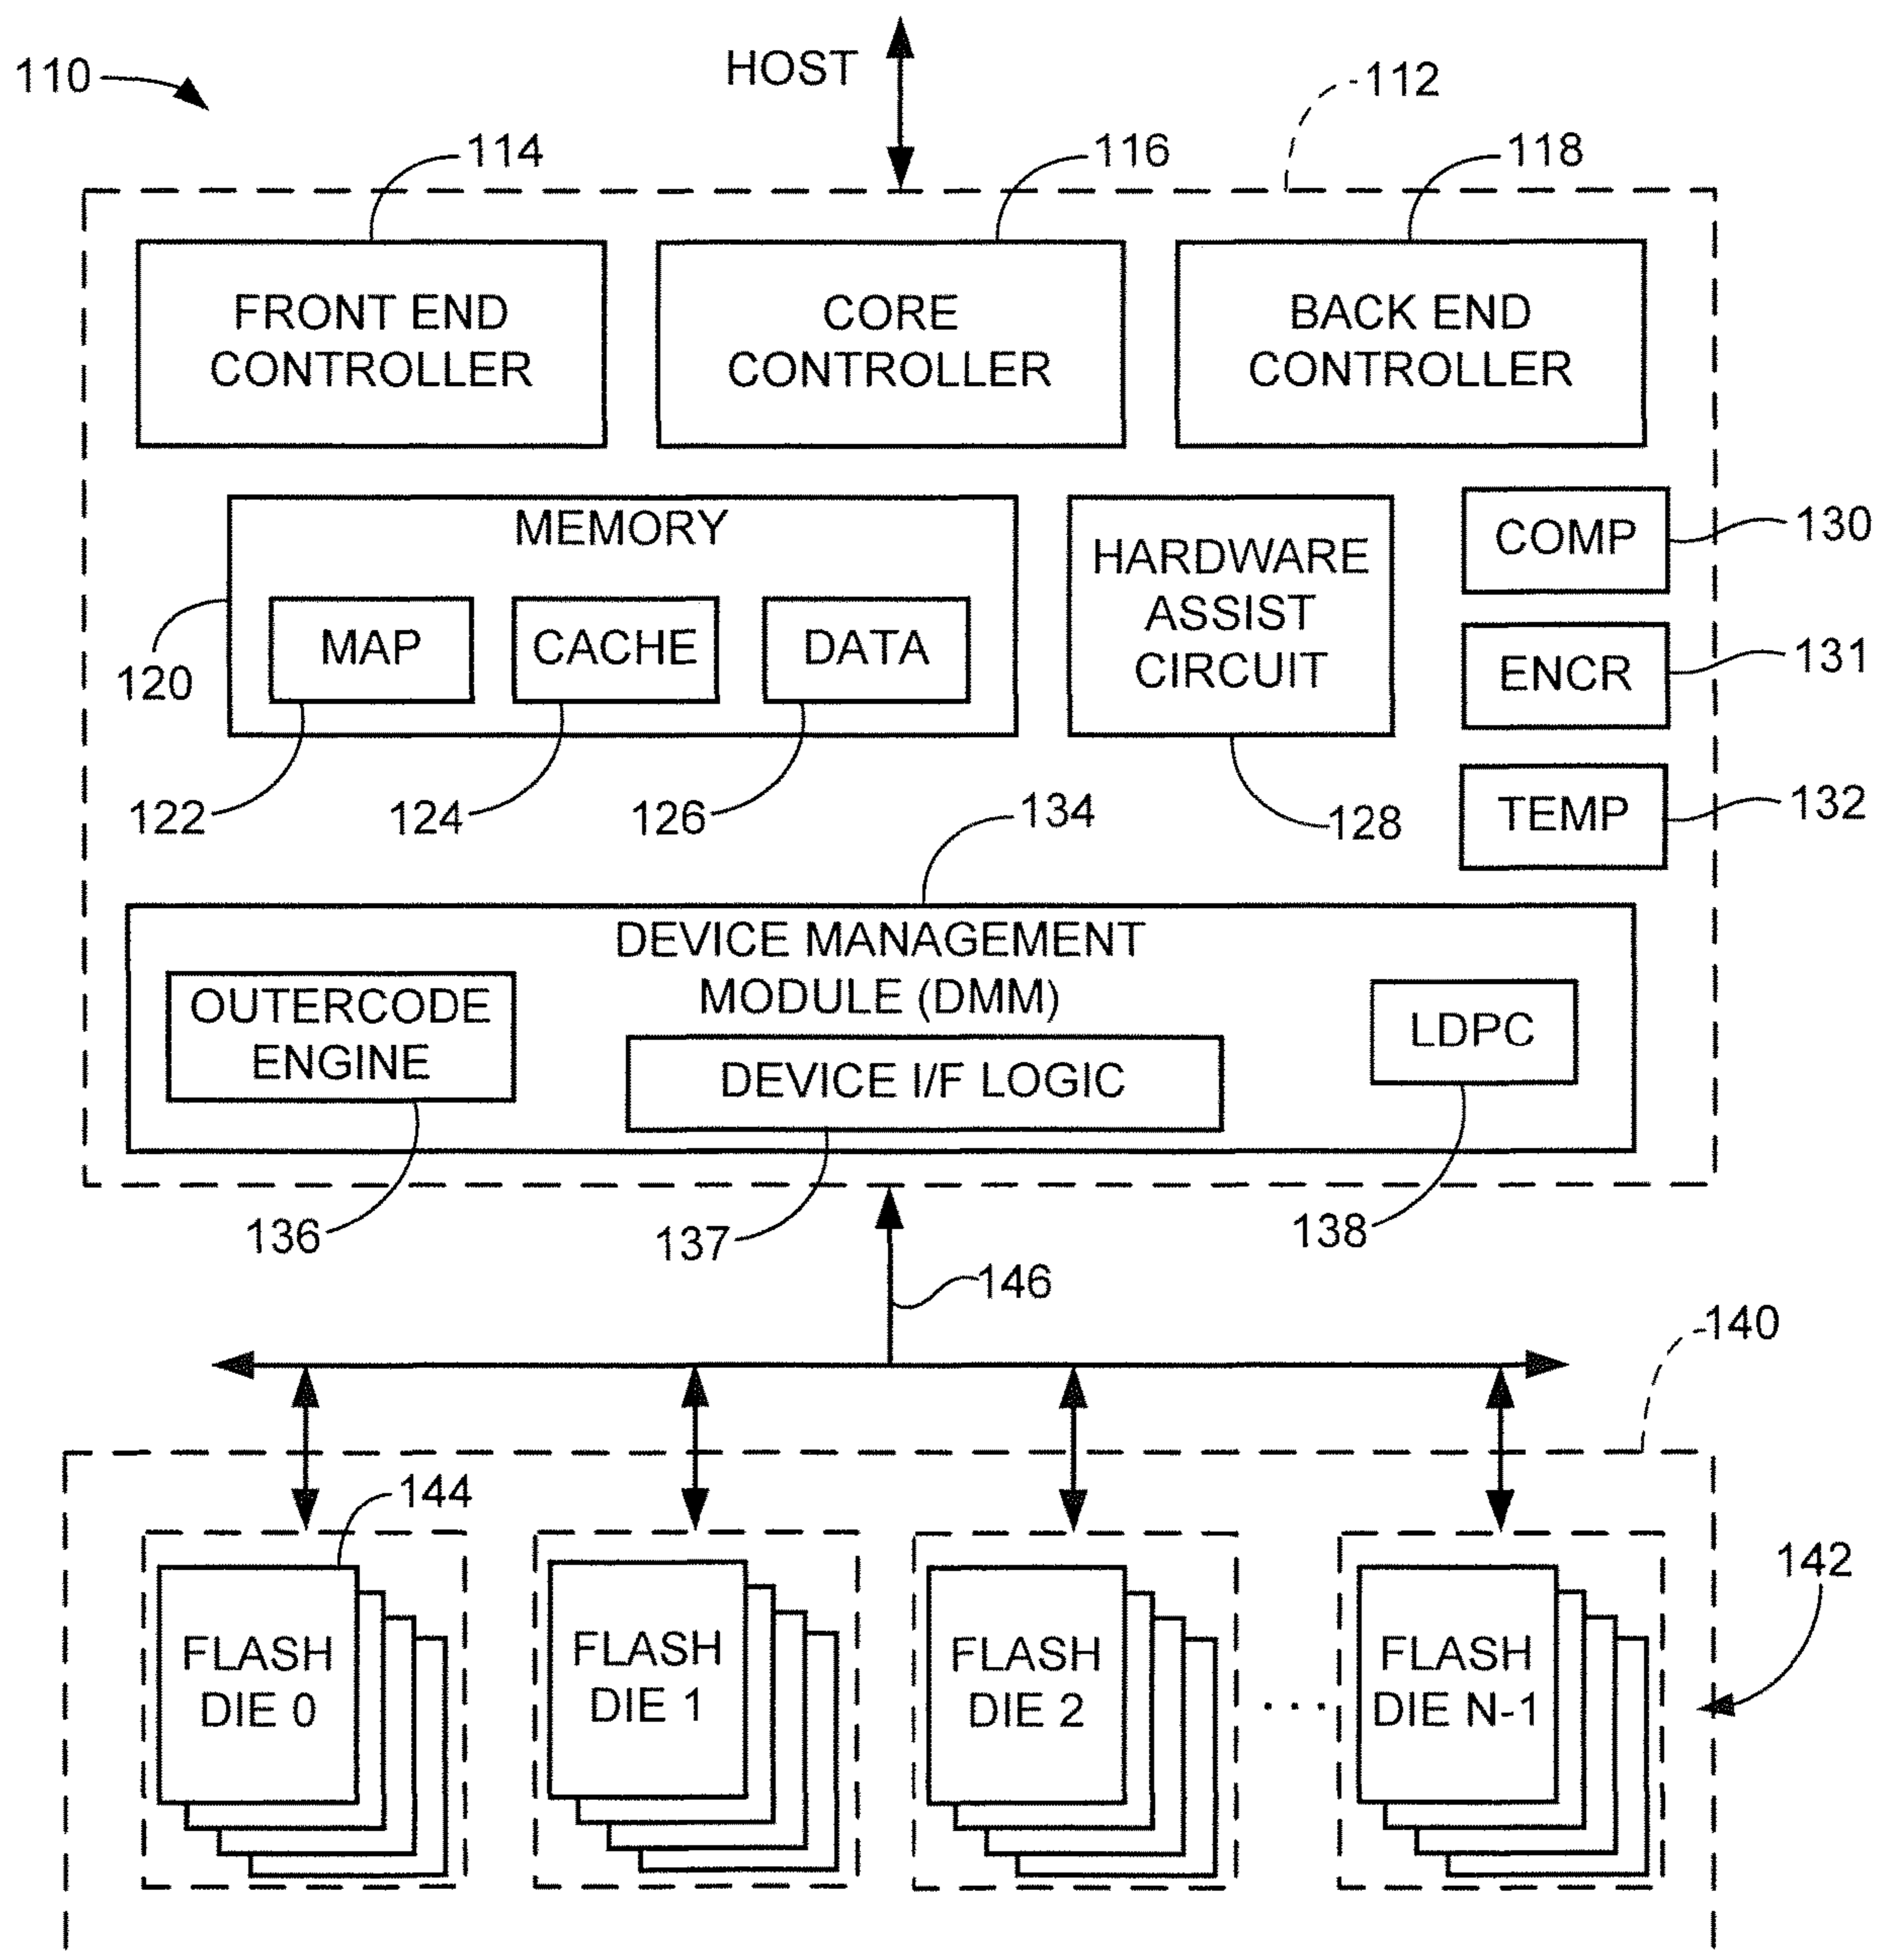 HOST
110
112
114
116
118
FRONT END
CONTROLLER
CORE
CONTROLLER
BACK END
CONTROLLER
MEMORY
MAP
CACHE
DATA
120
122
124
126
HARDWARE
ASSIST
CIRCUIT
128
COMP
130
ENCR
131
TEMP
132
134
DEVICE MANAGEMENT
MODULE (DMM)
OUTERCODE
ENGINE
DEVICE I/F LOGIC
LDPC
136
137
138
146
140
144
142
FLASH
DIE 0
FLASH
DIE 1
FLASH
DIE 2
...
FLASH
DIE N-1